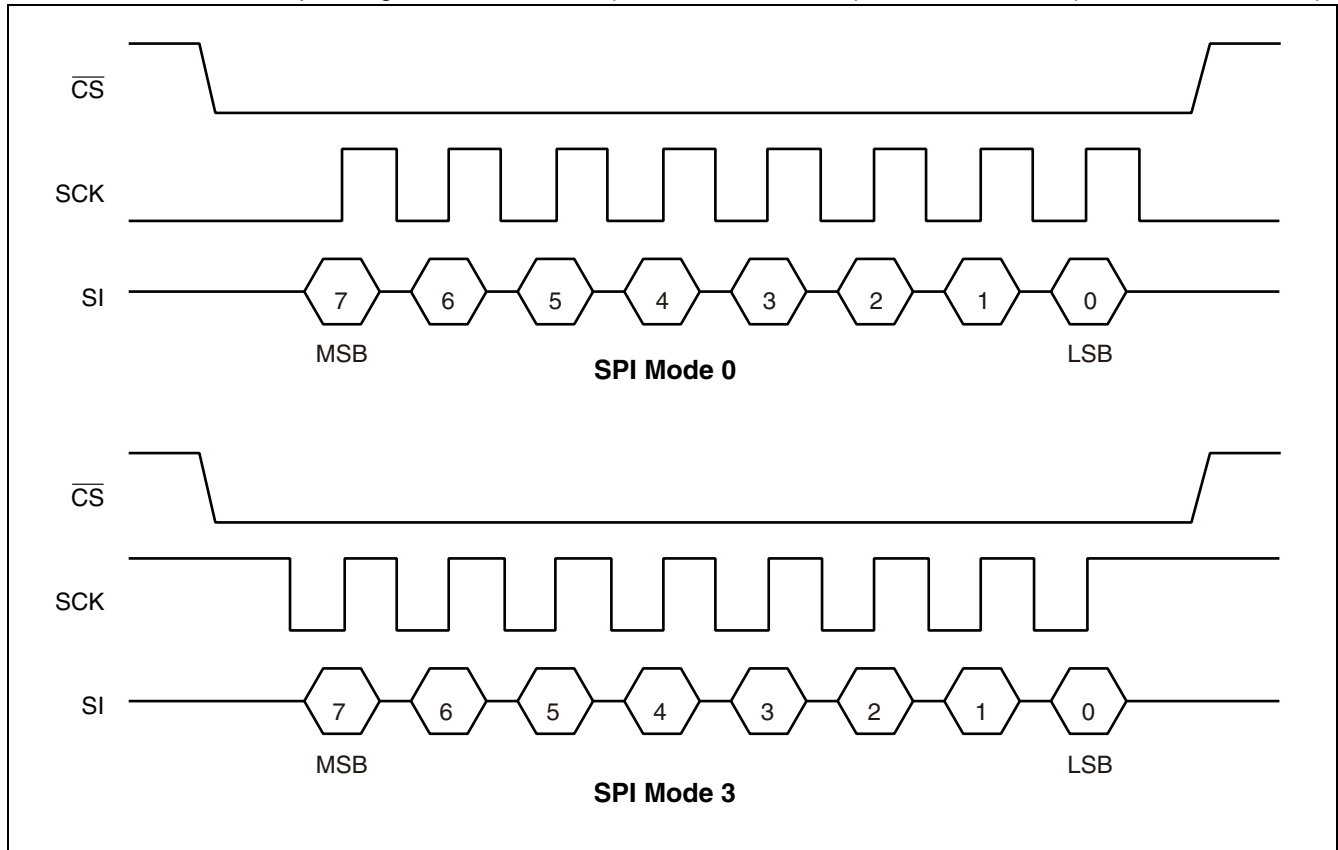 CS
SCK
SI
7 6 5 4 3 2 1 0
MSB LSB
SPI Mode 0
CS
SCK
SI
7 6 5 4 3 2 1 0
MSB LSB
SPI Mode 3